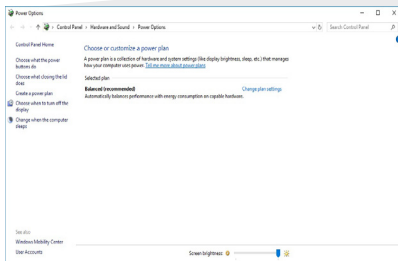 Power Options
Control Panel > Hardware and Sound > Power Options
Search Control Panel
Control Panel Home
Choose what the power
buttons do
Choose what closing the lid
does
Create a power plan
Choose when to turn off the
display
Change when the computer
sleeps
Choose or customize a power plan
A power plan is a collection of hardware and system settings (like display brightness, sleep, etc.) that manages
how your computer uses power. Tell me more about power plans
Selected plan
Balanced (recommended) Change plan settings
Automatically balances performance with energy consumption on capable hardware.
See also
Windows Mobility Center
User Accounts
Screen brightness